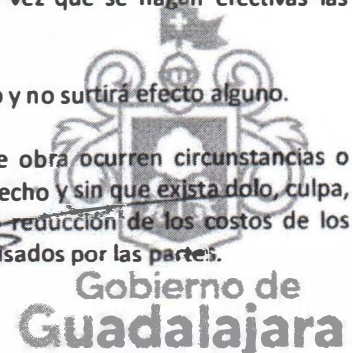 vez que se hagan efectivas las
o y no surtirá efecto alguno.
e obra ocurren circunstancias o
echo y sin que exista dolo, culpa,
reducción de los costos de los
isados por las partes.
Gobierno de
Guadalajara